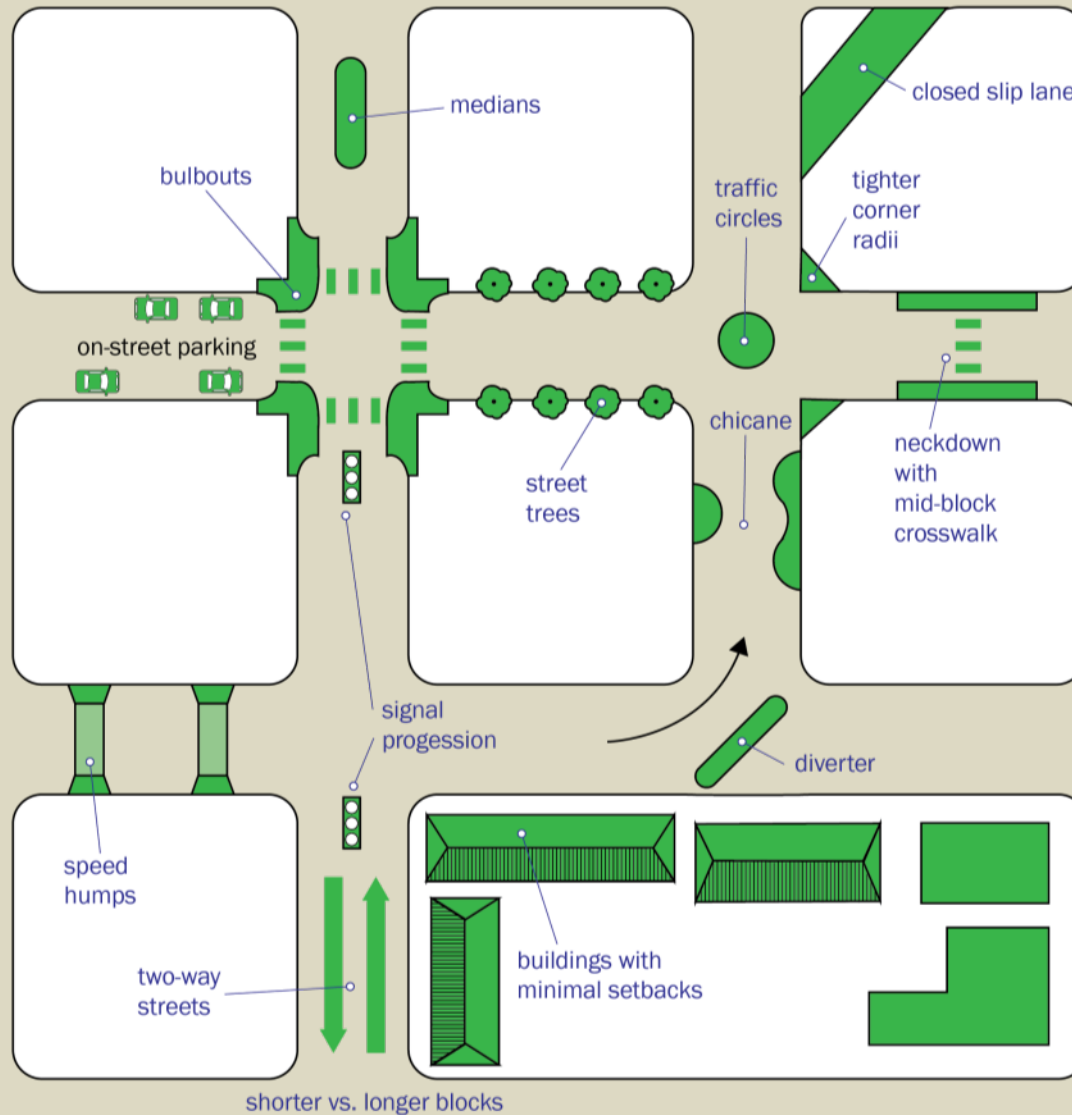 medians
closed slip lane
bulbouts
traffic
circles
tighter
corner
radii
on-street parking
chicane
neckdown
with
mid-block
crosswalk
street
trees
signal
progession
diverter
speed
humps
buildings with
minimal setbacks
two-way
streets
shorter vs. longer blocks